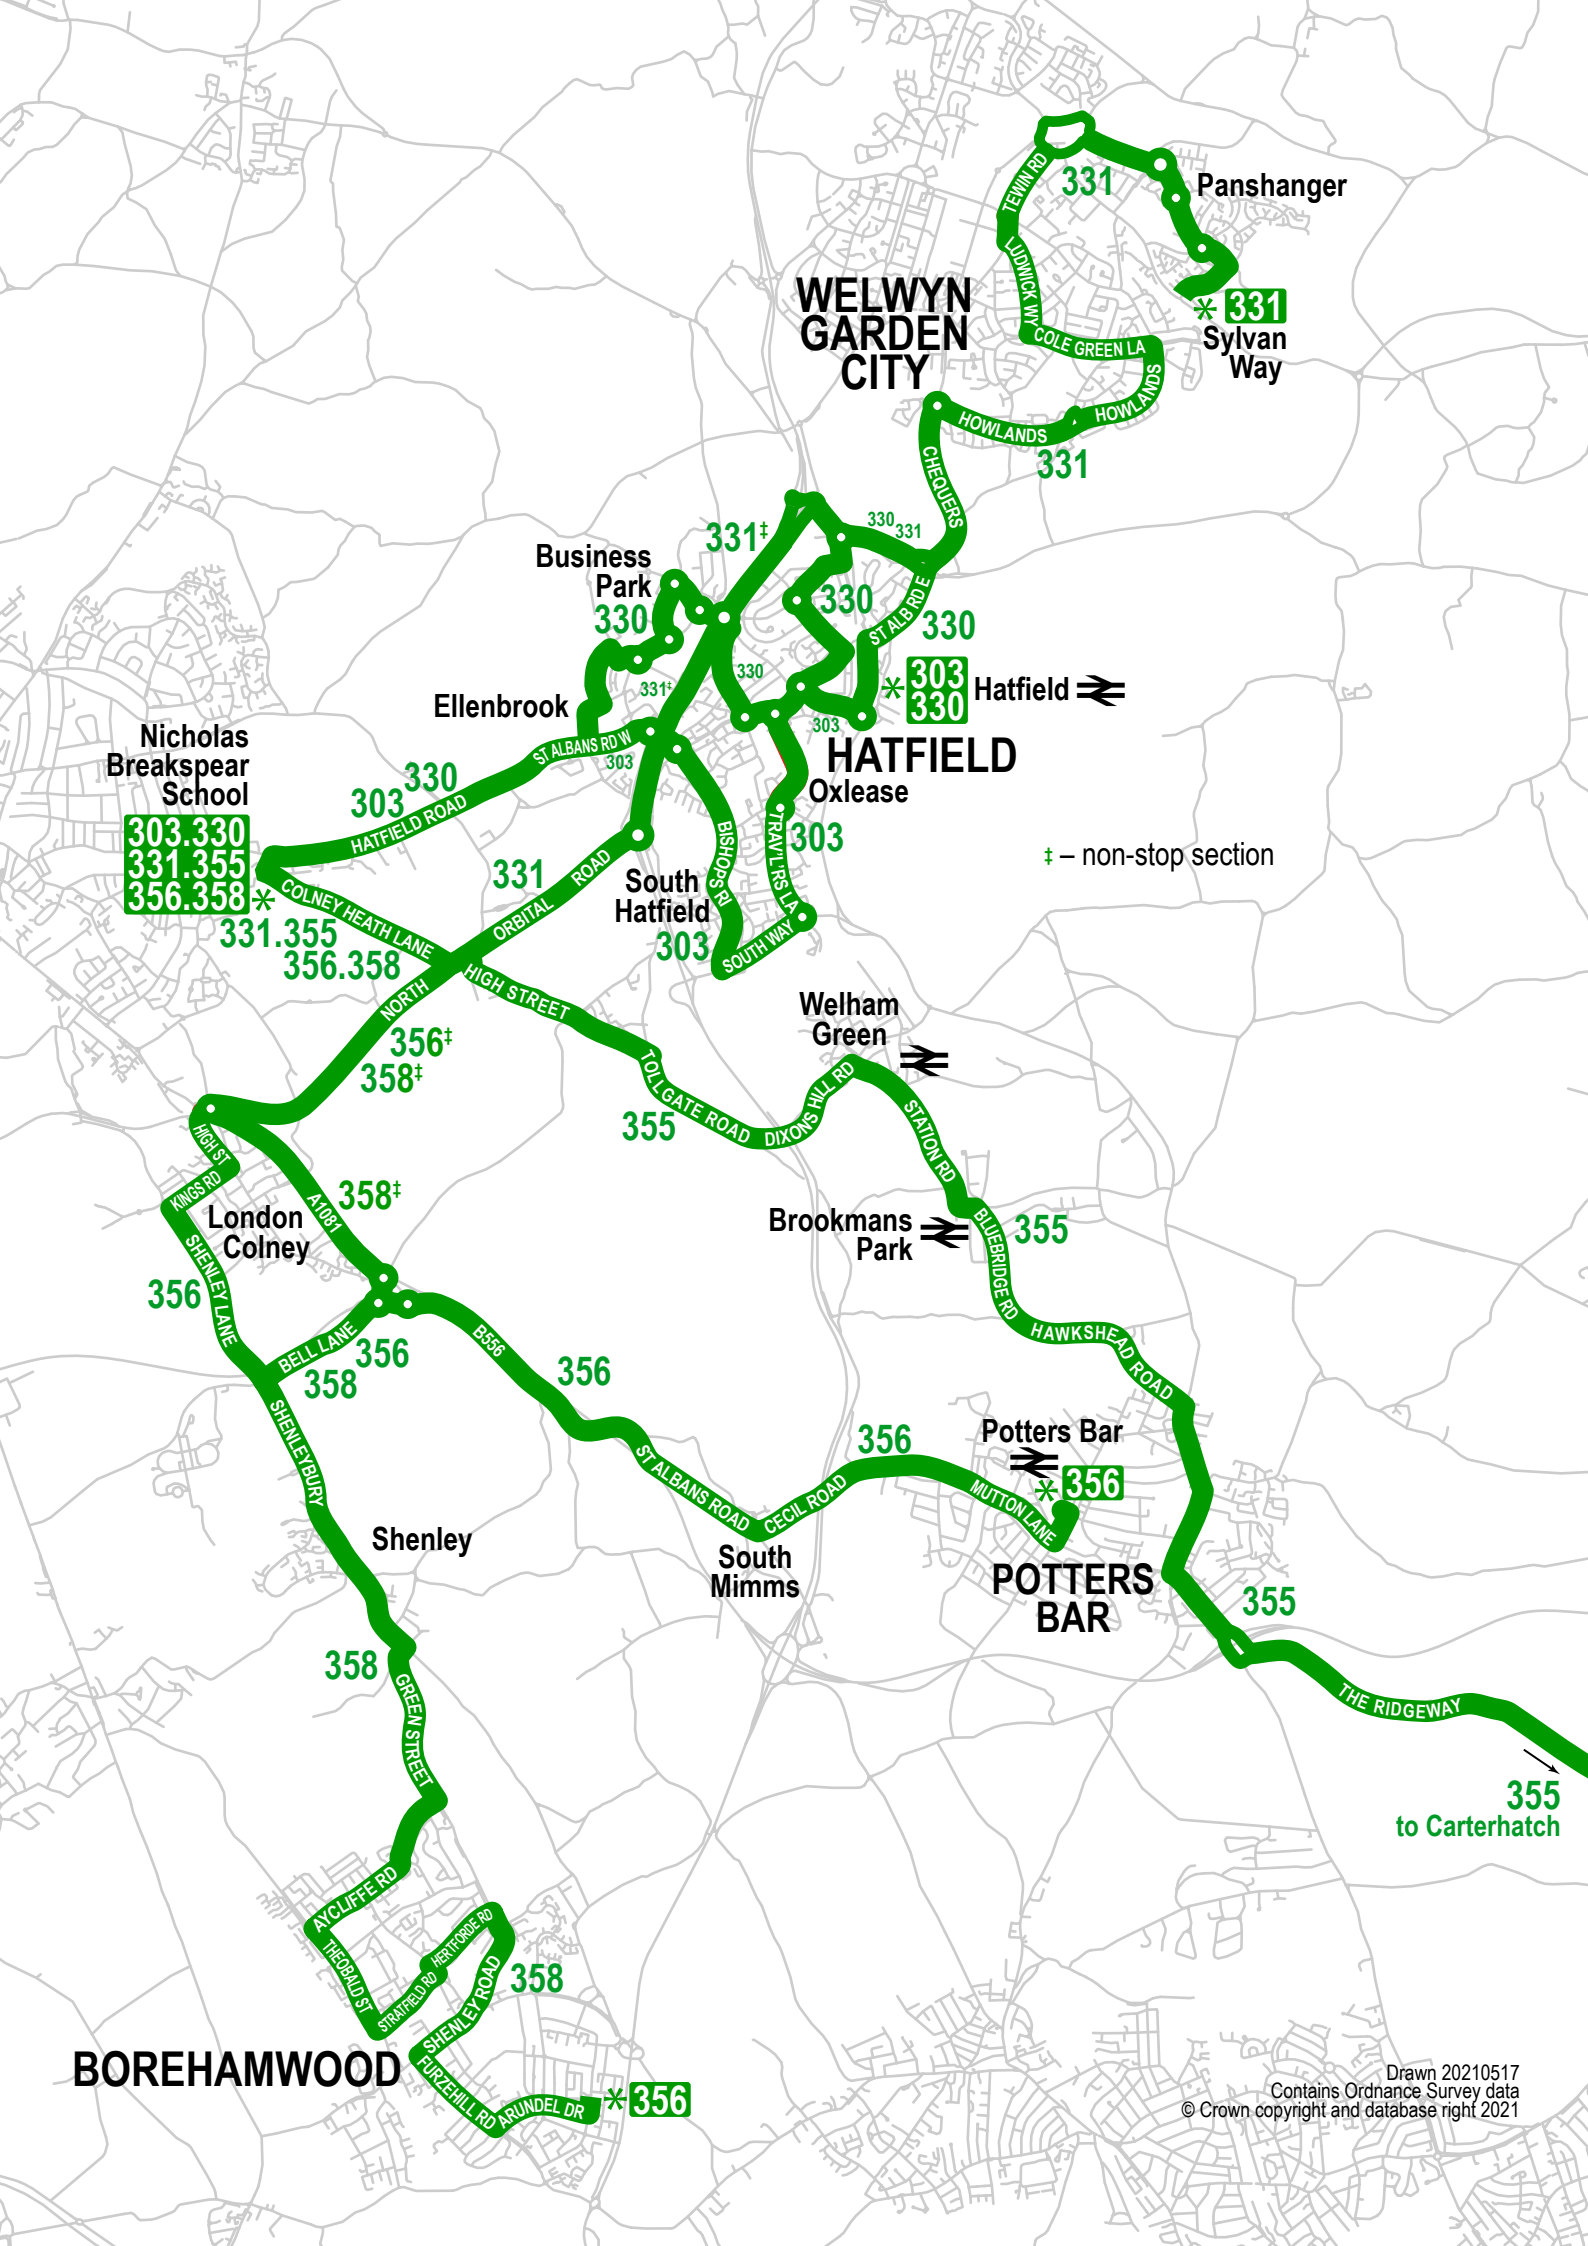 TEWIN RD
331
Panshanger
LUDWICK WY
WELWYN
GARDEN
CITY
* 331
Sylvan
Way
COLE GREEN LA
HOWLANDS
HOWLANDS
331
CHEQUERS
331‡
330
331
Business
Park
330
330
ST ALB RD E
330
330
331‡
* 303
330
Hatfield
Ellenbrook
ST ALBANS RD W
303
303
HATFIELD
Nicholas
Breakspear
School
303.330
331.355
356.358 *
330
303
HATFIELD ROAD
Oxlease
TRAV'L'RS LA
303
BISHOPS RI
‡ – non-stop section
331
ORBITAL ROAD
South
Hatfield
303
SOUTH WAY
COLNEY HEATH LANE
331.355
356.358
NORTH
HIGH STREET
356‡
358‡
Welham
Green
TOLLGATE ROAD
355
DIXONS HILL RD
STATION RD
HIGH ST
KINGS RD
A1081
358‡
London
Colney
SHENLEY LANE
356
Brookmans
Park
BLUEBRIDGE RD
355
HAWKSHEAD ROAD
BELL LANE
356
358
B556
356
SHENLEYBURY
ST ALBANS ROAD
CECIL ROAD
356
Potters Bar
* 356
MUTTON LANE
Shenley
South
Mimms
POTTERS
BAR
355
358
GREEN STREET
THE RIDGEWAY
355
to Carterhatch
AYCLIFFE RD
THEOBALD ST
STRATFIELD RD
HERTFORDE RD
SHENLEY ROAD
358
BOREHAMWOOD
FURZEHILL RD
ARUNDEL DR
* 356
Drawn 20210517
Contains Ordnance Survey data
© Crown copyright and database right 2021